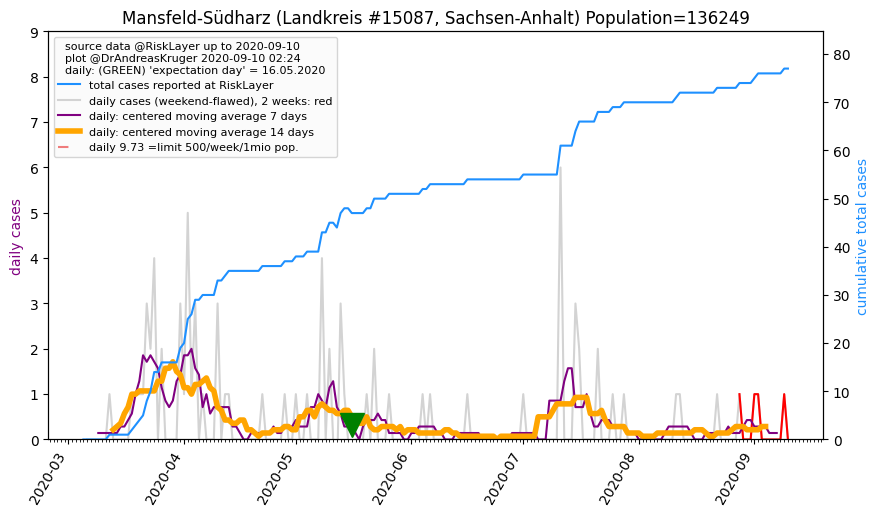 Mansfeld-Südharz (Landkreis #15087, Sachsen-Anhalt) Population=136249
source data @RiskLayer up to 2020-09-10
plot @DrAndreasKruger 2020-09-10 02:24
daily: (GREEN) 'expectation day' = 16.05.2020
total cases reported at RiskLayer
daily cases (weekend-flawed), 2 weeks: red
daily: centered moving average 7 days
daily: centered moving average 14 days
daily 9.73 =limit 500/week/1mio pop.
daily cases
9
8
7
6
5
4
3
2
1
0
cumulative total cases
80
70
60
50
40
30
20
10
0
2020-03
2020-04
2020-05
2020-06
2020-07
2020-08
2020-09